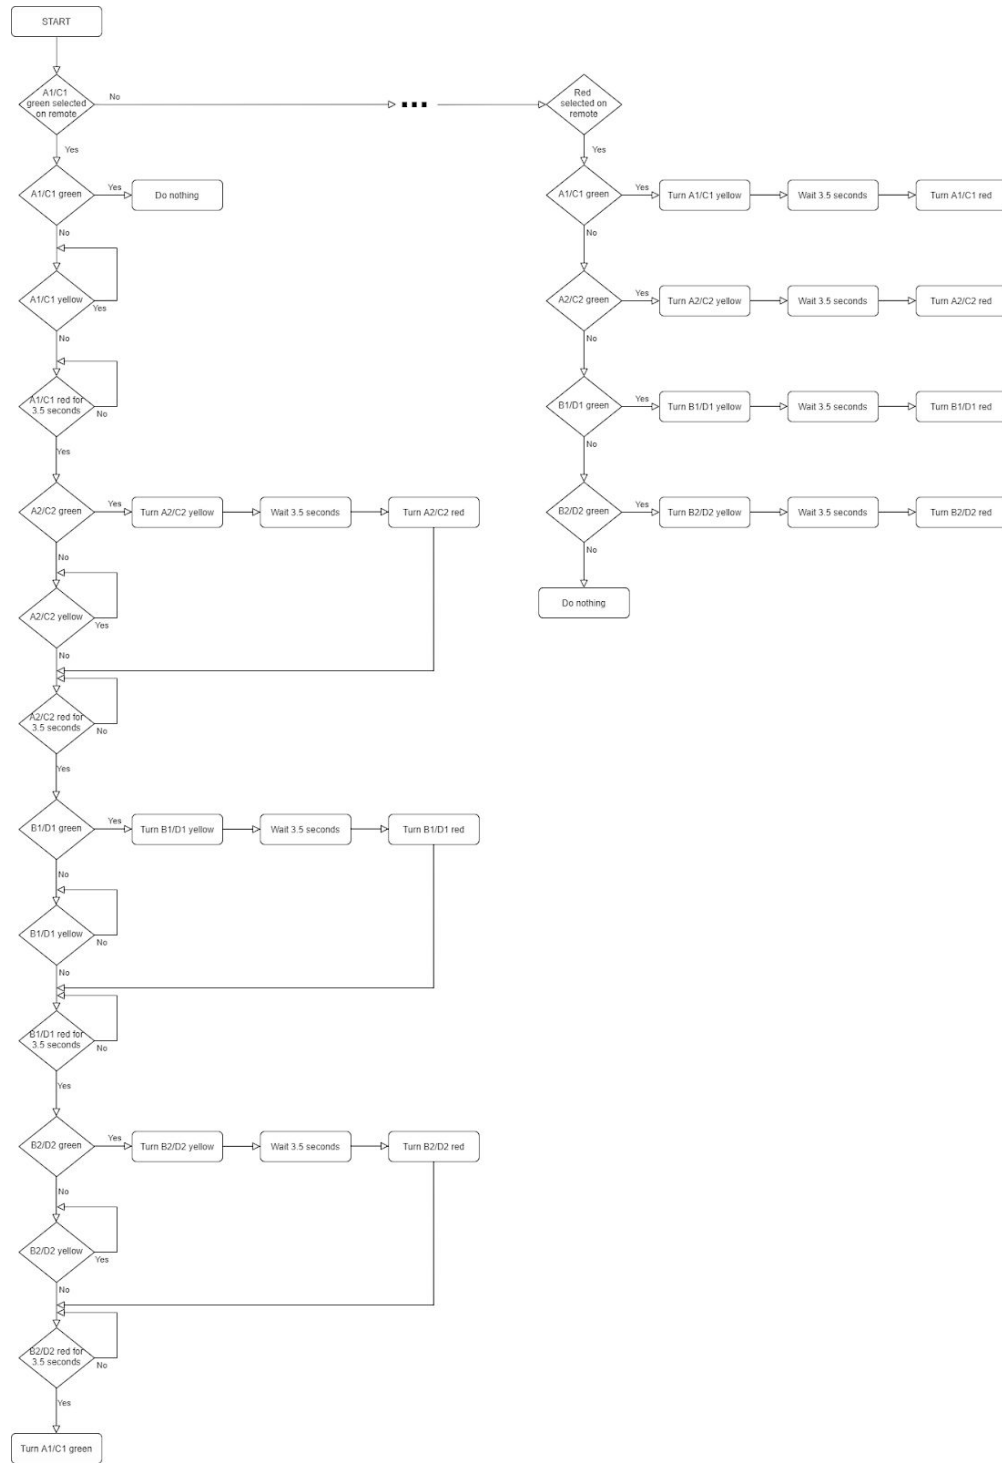 START
A1/C1
green selected
on remote
No
Red
selected on
remote
Yes
Yes
A1/C1 green
Yes
Do nothing
A1/C1 green
Yes
Turn A1/C1 yellow
Wait 3.5 seconds
Turn A1/C1 red
No
No
A1/C1 yellow
Yes
A2/C2 green
Yes
Turn A2/C2 yellow
Wait 3.5 seconds
Turn A2/C2 red
No
No
A1/C1 red for
3.5 seconds
No
B1/D1 green
Yes
Turn B1/D1 yellow
Wait 3.5 seconds
Turn B1/D1 red
Yes
No
A2/C2 green
Yes
Turn A2/C2 yellow
Wait 3.5 seconds
Turn A2/C2 red
B2/D2 green
Yes
Turn B2/D2 yellow
Wait 3.5 seconds
Turn B2/D2 red
No
No
Do nothing
A2/C2 yellow
Yes
No
A2/C2 red for
3.5 seconds
No
Yes
B1/D1 green
Yes
Turn B1/D1 yellow
Wait 3.5 seconds
Turn B1/D1 red
No
B1/D1 yellow
No
No
B1/D1 red for
3.5 seconds
No
Yes
B2/D2 green
Yes
Turn B2/D2 yellow
Wait 3.5 seconds
Turn B2/D2 red
No
B2/D2 yellow
Yes
No
B2/D2 red for
3.5 seconds
No
Yes
Turn A1/C1 green